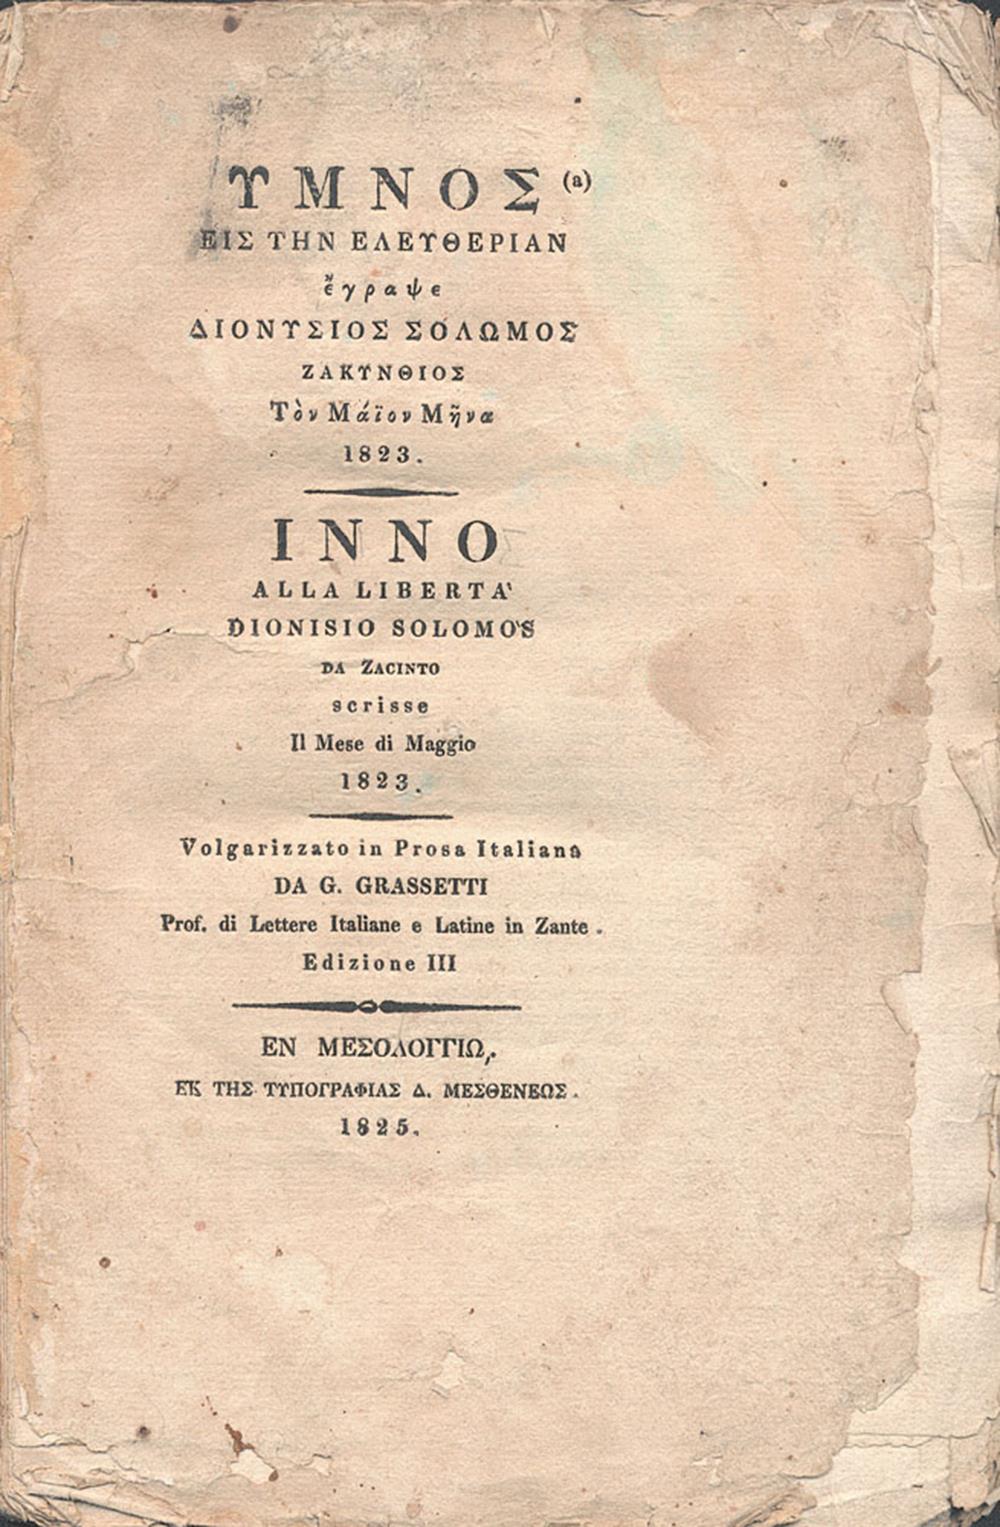 ΥΜΝΟΣ (a)
ΕΙΣ ΤΗΝ ΕΛΕΥΘΕΡΙΑΝ
ἔγραψε
ΔΙΟΝΥΣΙΟΣ ΣΟΛΩΜΟΣ
ΖΑΚΥΝΘΙΟΣ
Τὸν Μάϊον Μῆνα
1823.
INNO
ALLA LIBERTA'
DIONISIO SOLOMO'S
DA ZACINTO
scrisse
Il Mese di Maggio
1823.
Volgarizzato in Prosa Italiana
DA G. GRASSETTI
Prof. di Lettere Italiane e Latine in Zante.
Edizione III
ΕΝ ΜΕΣΟΛΟΓΓΙΩ,.
ΕΚ ΤΗΣ ΤΥΠΟΓΡΑΦΙΑΣ Δ. ΜΕΣΘΕΝΕΩΣ.
1825.